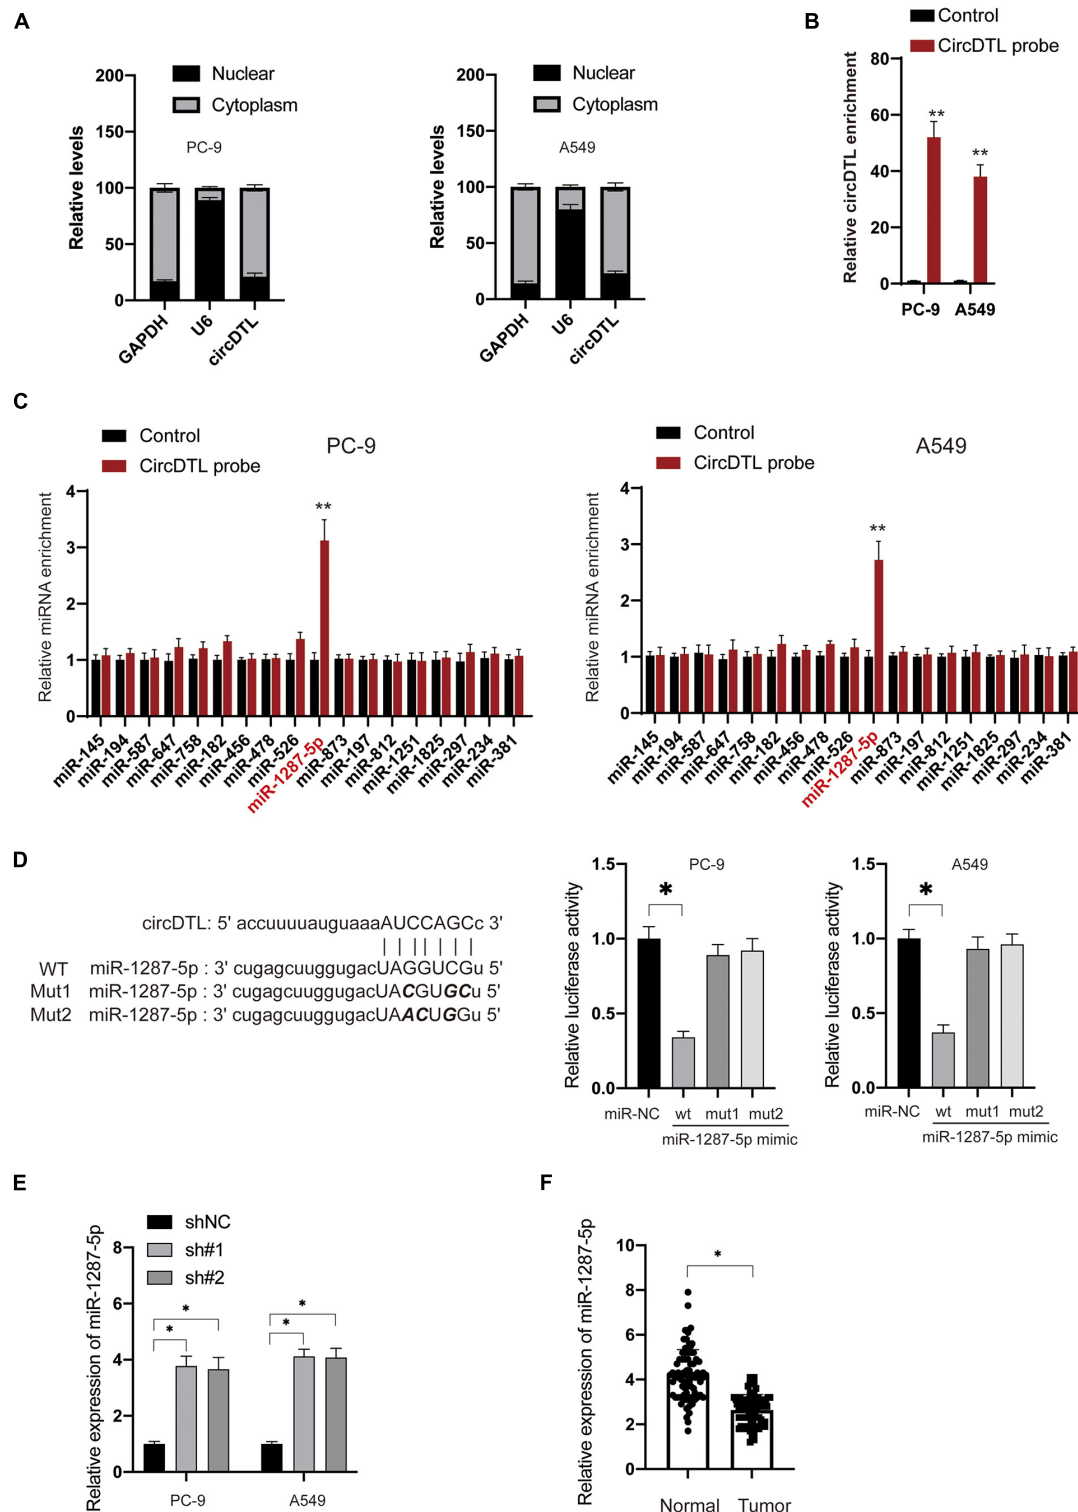 A
200
150
100
50
0
Relative levels
Nuclear
Cytoplasm
PC-9
GAPDH
U6
circDTL
200
150
100
50
0
Relative levels
Nuclear
Cytoplasm
A549
GAPDH
U6
circDTL
B
Control
CircDTL probe
80
60
40
20
0
Relative circDTL enrichment
**
**
PC-9 A549
C
Control
CircDTL probe
PC-9
4
3
2
1
0
Relative miRNA enrichment
**
miR-145
miR-194
miR-587
miR-647
miR-758
miR-182
miR-456
miR-478
miR-526
miR-1287-5p
miR-873
miR-197
miR-812
miR-1251
miR-1825
miR-297
miR-234
miR-381
Control
CircDTL probe
A549
4
3
2
1
0
Relative miRNA enrichment
**
miR-145
miR-194
miR-587
miR-647
miR-758
miR-182
miR-456
miR-478
miR-526
miR-1287-5p
miR-873
miR-197
miR-812
miR-1251
miR-1825
miR-297
miR-234
miR-381
D
circDTL: 5' accuuuuauguaaaAUCCAGCc 3'
WT miR-1287-5p : 3' cugagcuuggugacUAGGUCGu 5'
Mut1 miR-1287-5p : 3' cugagcuuggugacUACGUGCu 5'
Mut2 miR-1287-5p : 3' cugagcuuggugacUAACUGGu 5'
1.5
1.0
0.5
0.0
Relative luciferase activity
PC-9
*
miR-NC wt mut1 mut2
miR-1287-5p mimic
1.5
1.0
0.5
0.0
Relative luciferase activity
A549
*
miR-NC wt mut1 mut2
miR-1287-5p mimic
E
shNC
sh#1
sh#2
8
6
4
2
0
Relative expression of miR-1287-5p
*
*
*
*
PC-9 A549
F
10
8
6
4
2
0
Relative expression of miR-1287-5p
*
Normal Tumor